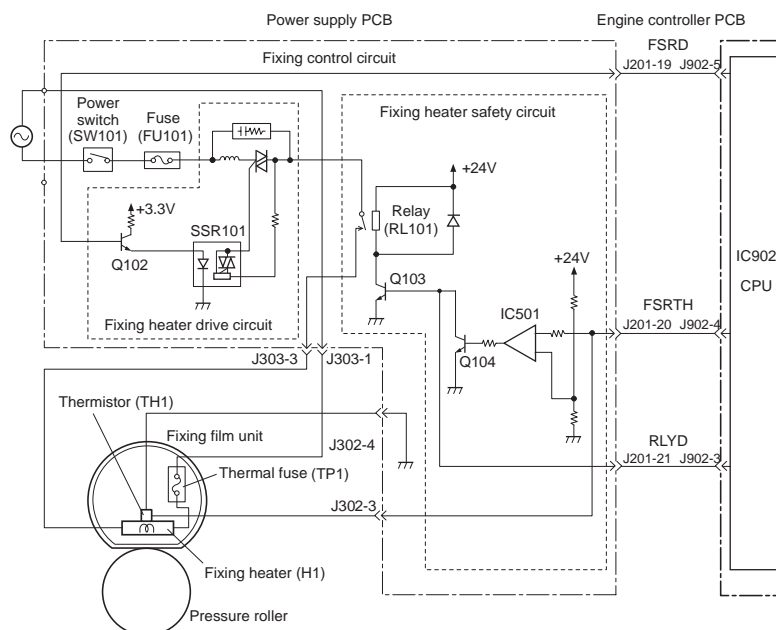 Power supply PCB
Engine controller PCB
Fixing control circuit
FSRD
J201-19 J902-5
Power
switch
(SW101)
Fuse
(FU101)
Fixing heater safety circuit
+24V
+3.3V
SSR101
Relay
(RL101)
Q102
+24V
IC902
CPU
Q103
IC501
FSRTH
J201-20 J902-4
Fixing heater drive circuit
Q104
J303-3
J303-1
Thermistor (TH1)
Fixing film unit
J302-4
RLYD
J201-21 J902-3
Thermal fuse (TP1)
J302-3
Fixing heater (H1)
Pressure roller